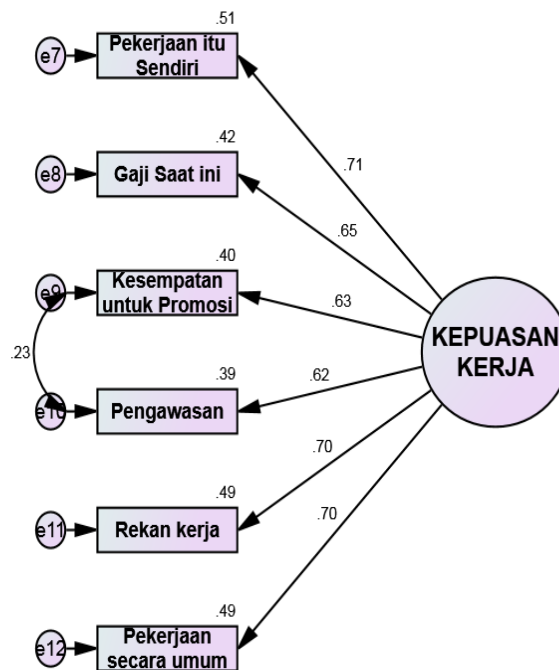 .51
e7
Pekerjaan itu
Sendiri
.71
.42
e8
Gaji Saat ini
.65
.40
e9
Kesempatan
untuk Promosi
.63
KEPUASAN
KERJA
.23
.39
e10
Pengawasan
.62
.70
.49
e11
Rekan kerja
.70
.49
e12
Pekerjaan
secara umum